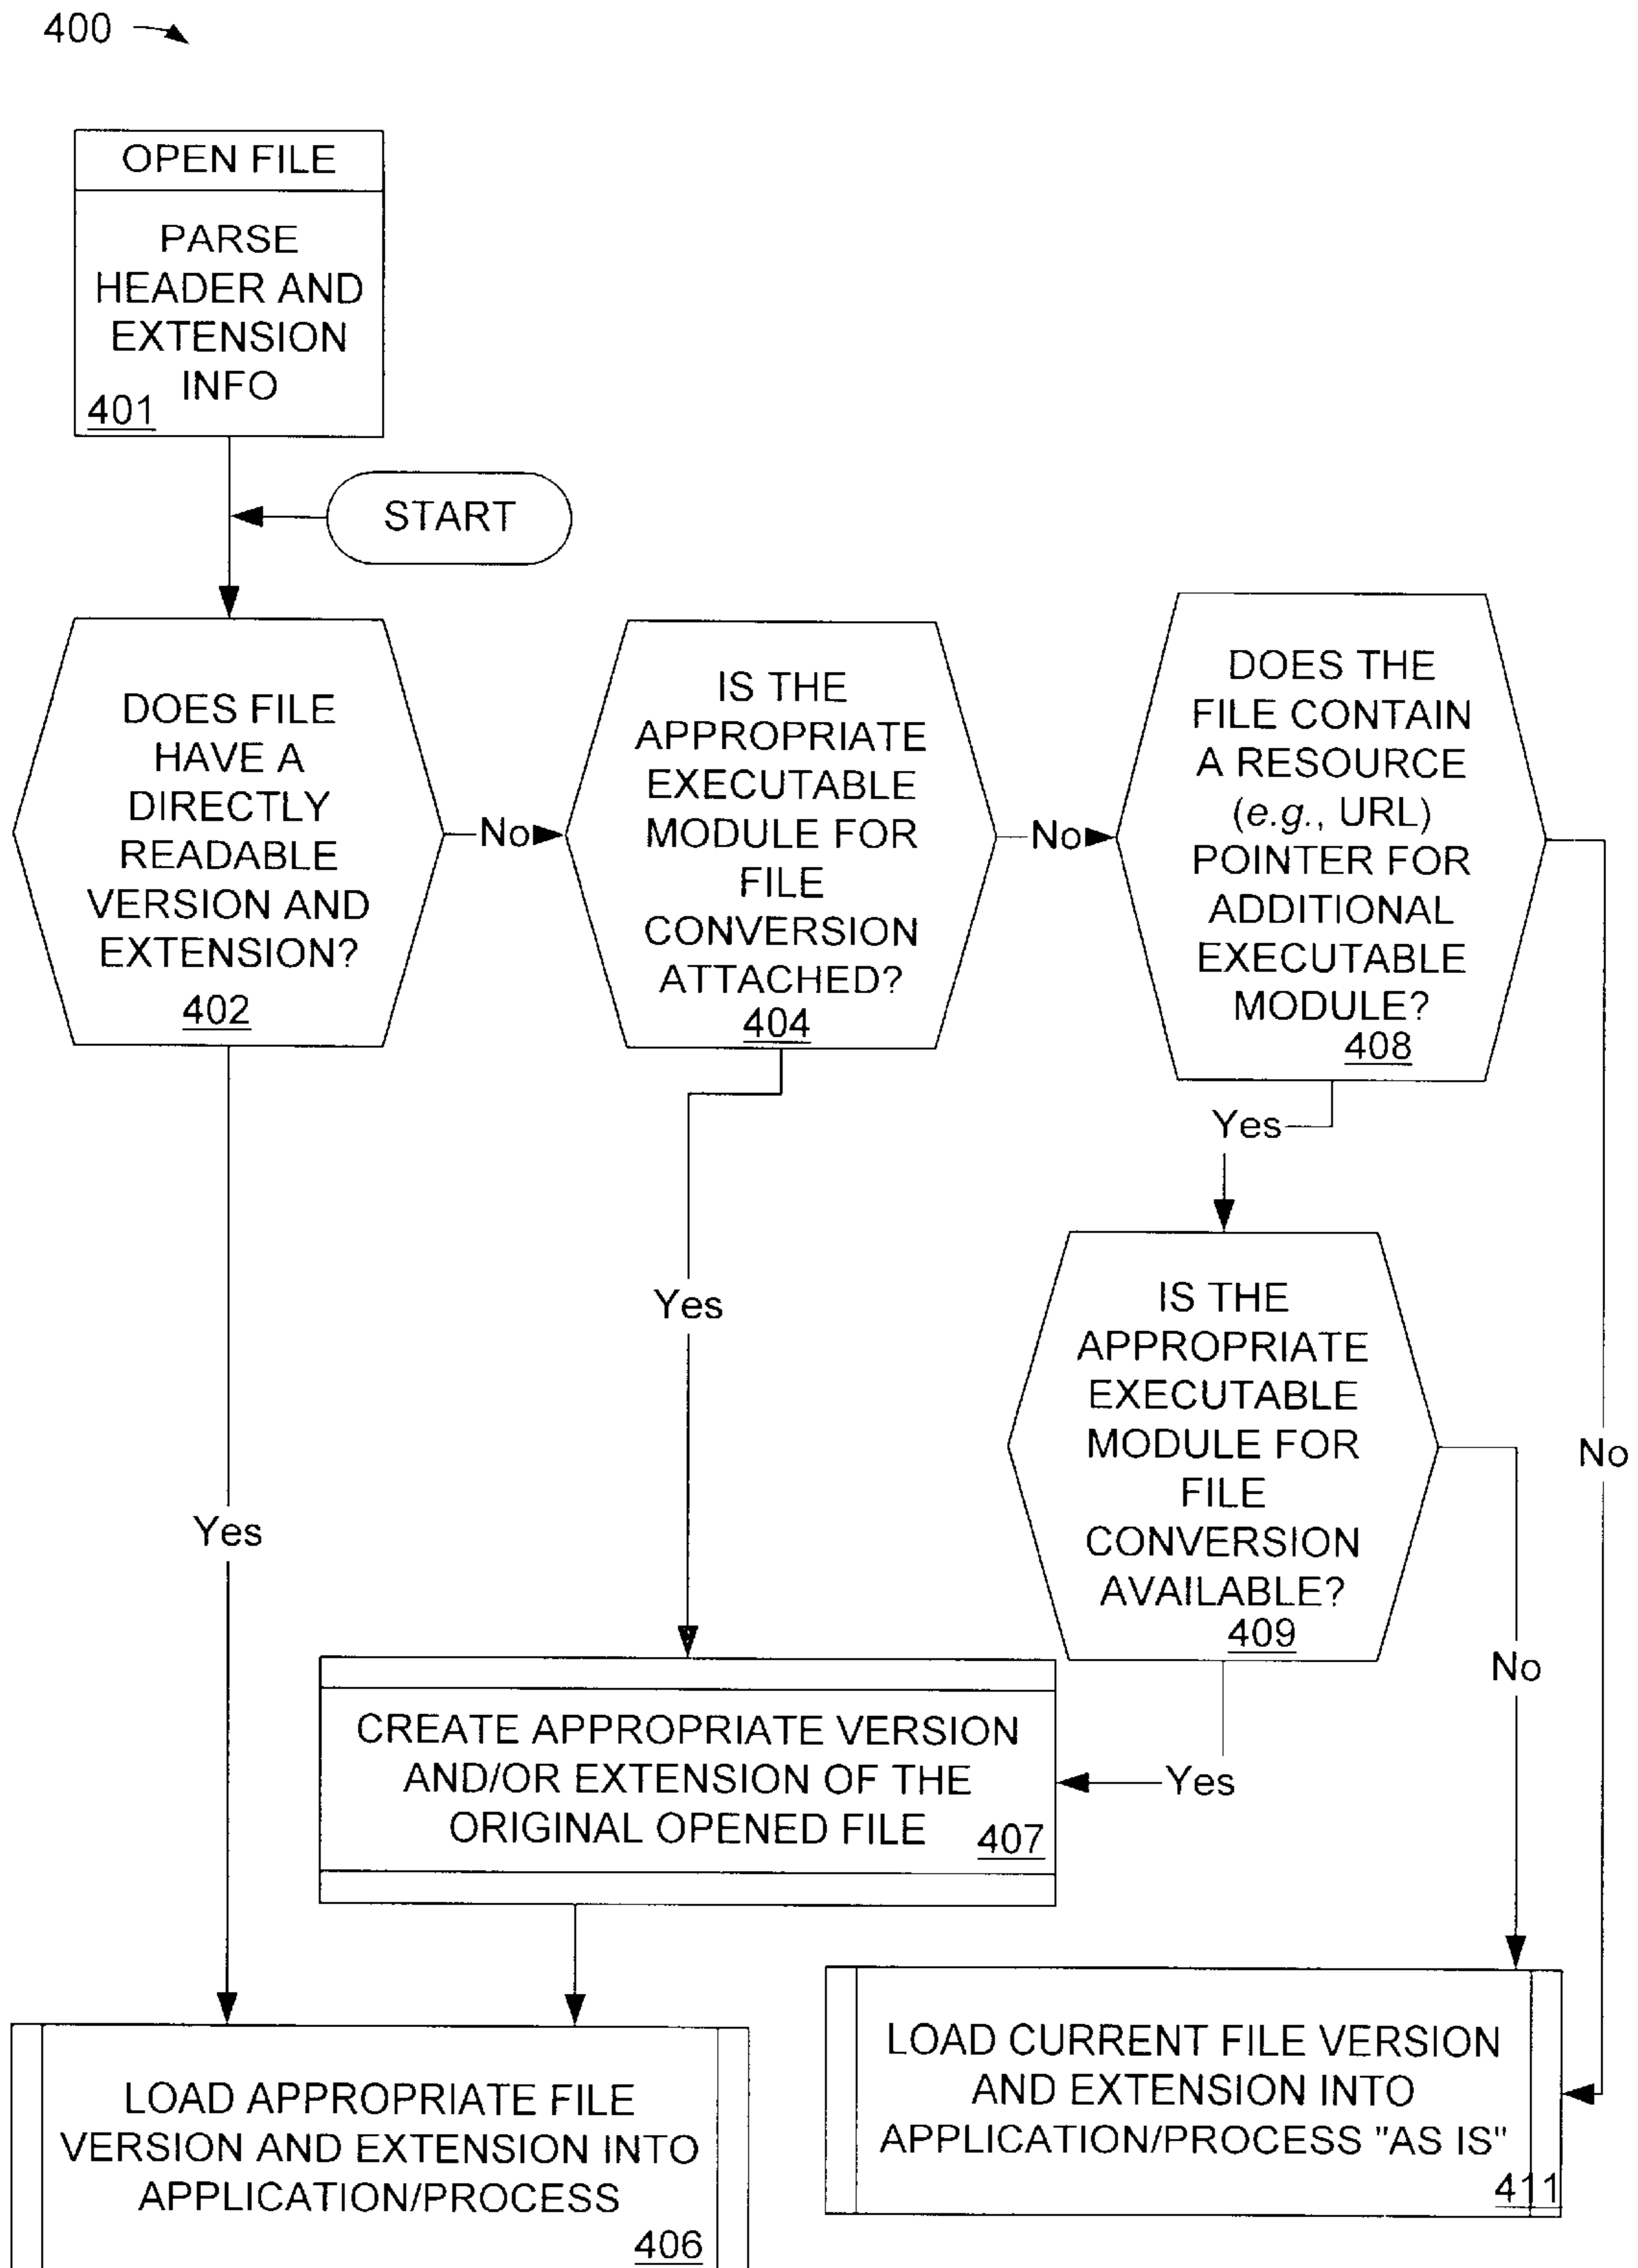 400
OPEN FILE
PARSE
HEADER AND
EXTENSION
INFO
401
START
DOES FILE
HAVE A
DIRECTLY
READABLE
VERSION AND
EXTENSION?
402
No
IS THE
APPROPRIATE
EXECUTABLE
MODULE FOR
FILE
CONVERSION
ATTACHED?
404
No
DOES THE
FILE CONTAIN
A RESOURCE
(e.g., URL)
POINTER FOR
ADDITIONAL
EXECUTABLE
MODULE?
408
Yes
IS THE
APPROPRIATE
EXECUTABLE
MODULE FOR
FILE
CONVERSION
AVAILABLE?
409
No
No
Yes
Yes
Yes
CREATE APPROPRIATE VERSION
AND/OR EXTENSION OF THE
ORIGINAL OPENED FILE
407
LOAD APPROPRIATE FILE
VERSION AND EXTENSION INTO
APPLICATION/PROCESS
406
LOAD CURRENT FILE VERSION
AND EXTENSION INTO
APPLICATION/PROCESS "AS IS"
411